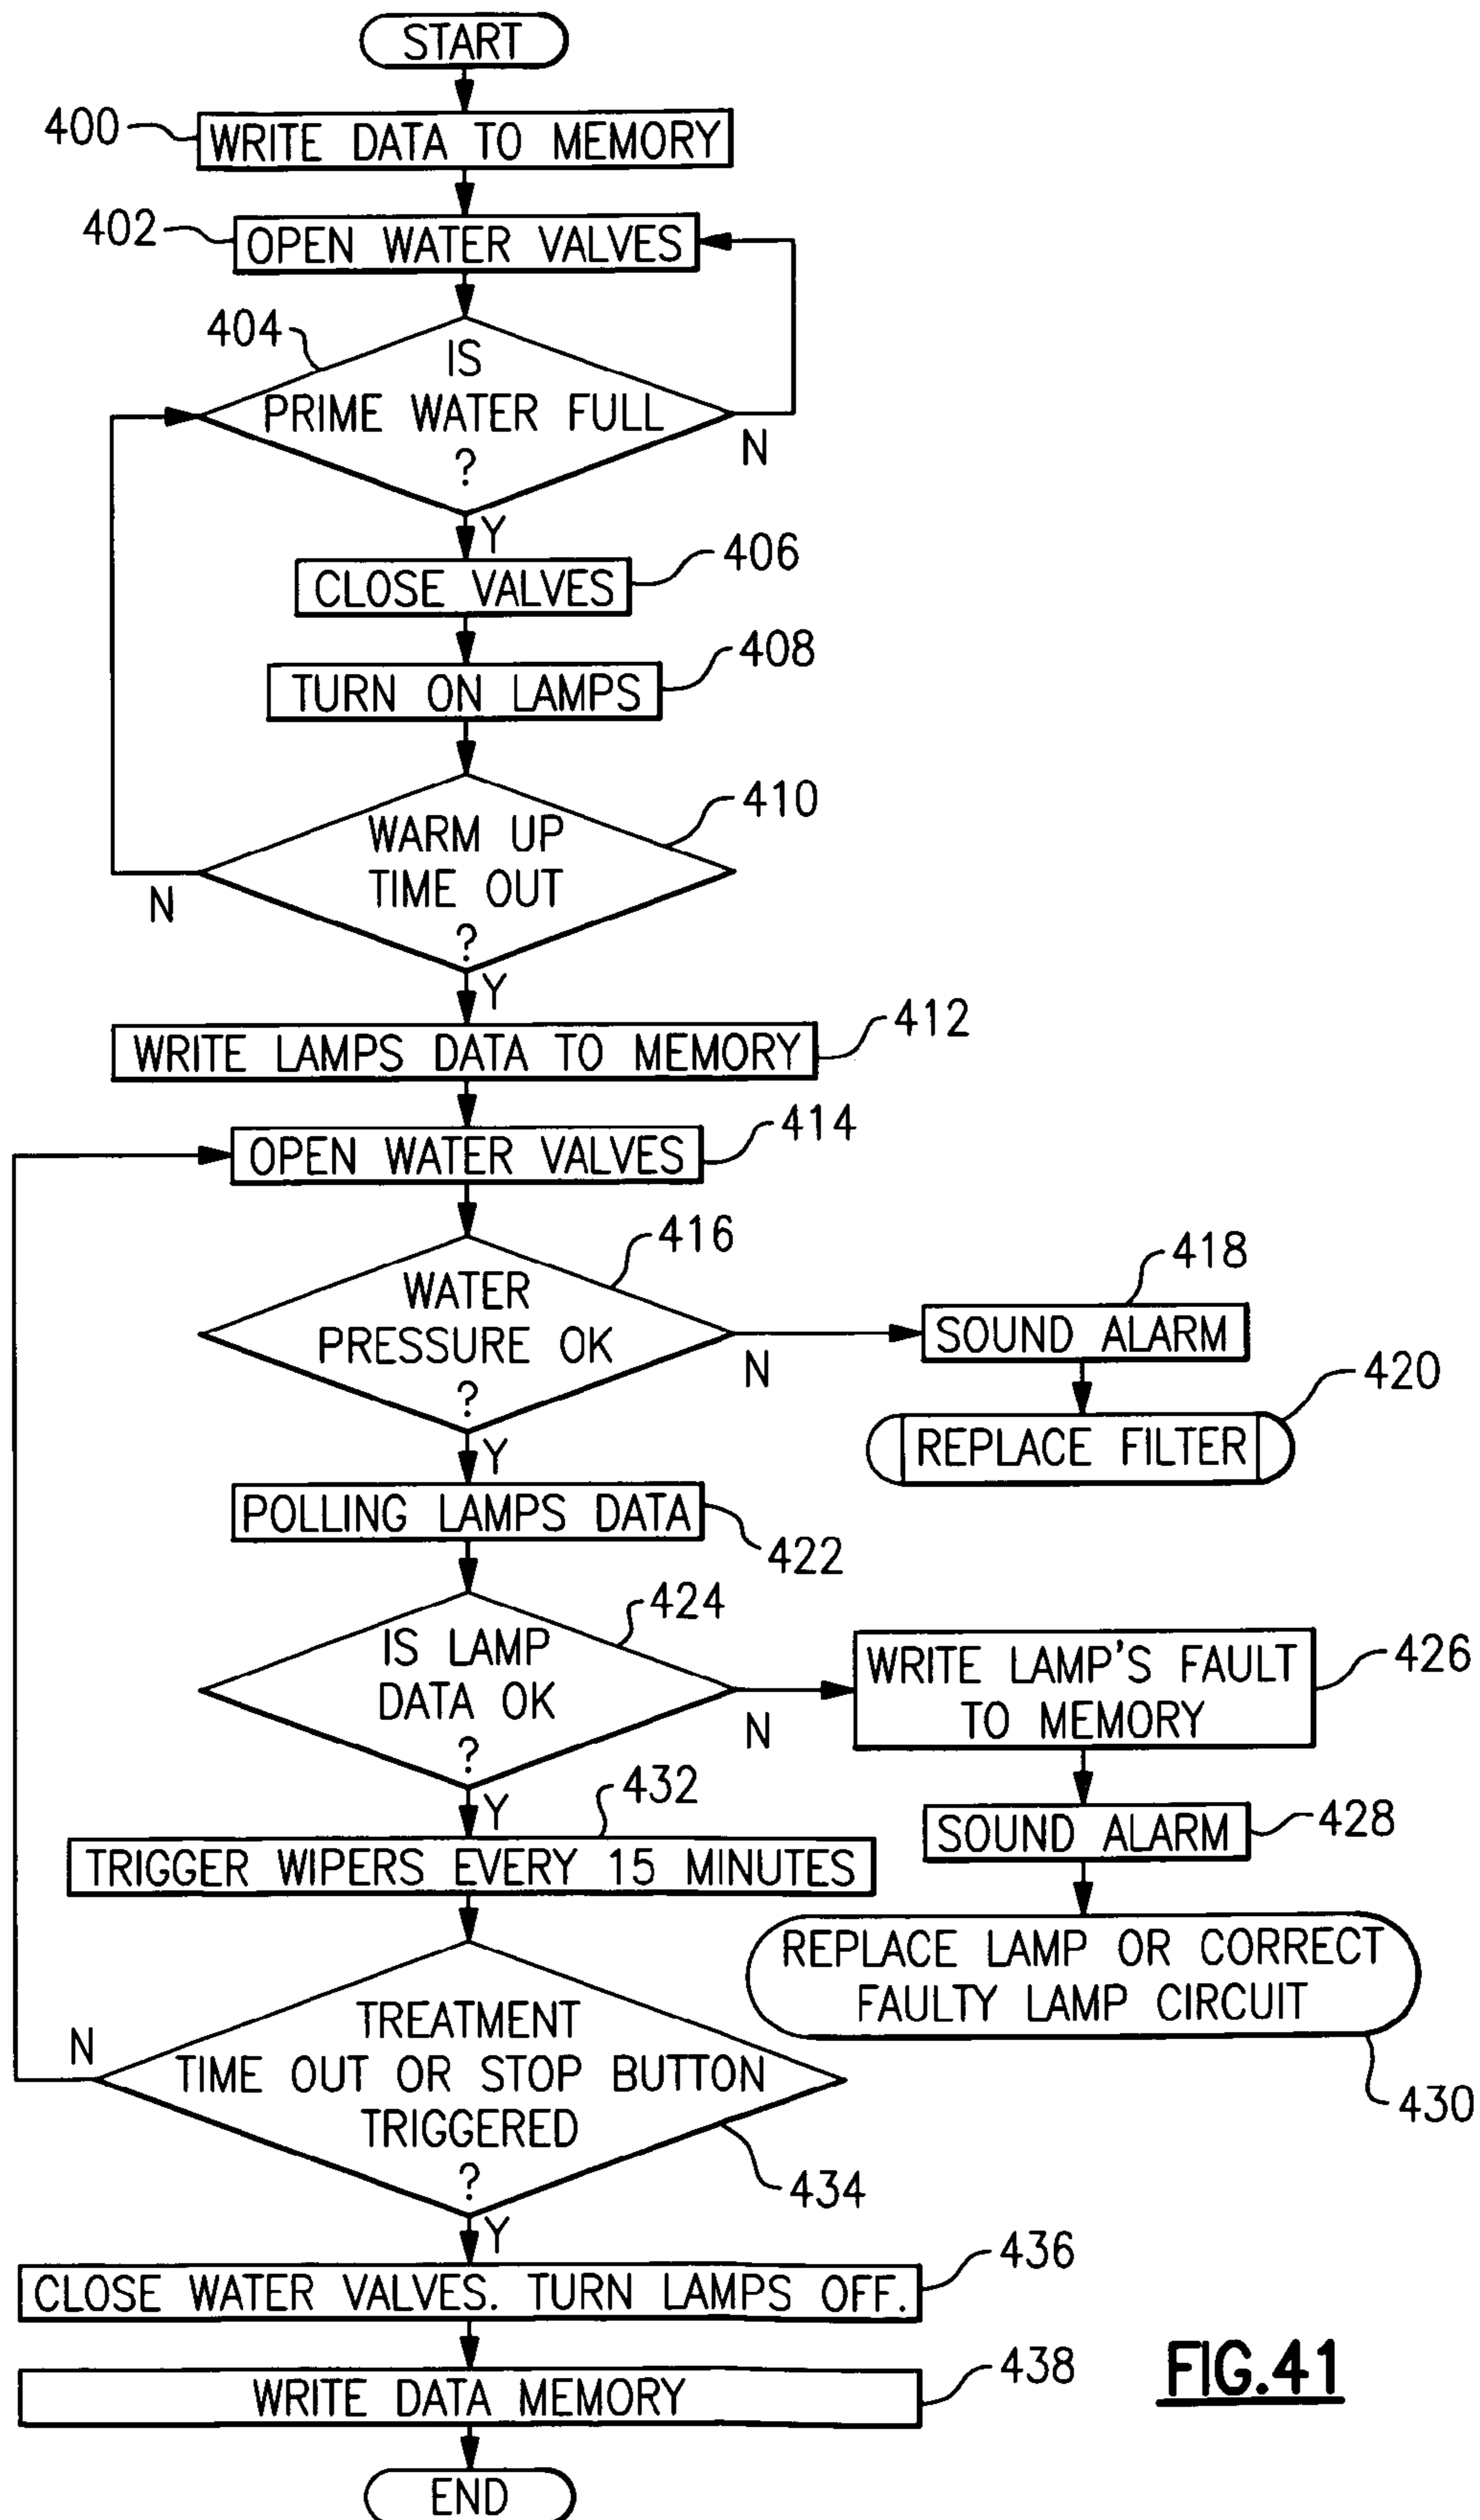 START
400
WRITE DATA TO MEMORY
402
OPEN WATER VALVES
404
IS
PRIME WATER FULL
?
N
Y
406
CLOSE VALVES
408
TURN ON LAMPS
410
WARM UP
TIME OUT
?
N
Y
412
WRITE LAMPS DATA TO MEMORY
414
OPEN WATER VALVES
416
WATER
PRESSURE OK
?
N
Y
418
SOUND ALARM
420
REPLACE FILTER
POLLING LAMPS DATA
422
424
IS LAMP
DATA OK
?
N
Y
426
WRITE LAMP'S FAULT
TO MEMORY
428
SOUND ALARM
REPLACE LAMP OR CORRECT
FAULTY LAMP CIRCUIT
430
432
TRIGGER WIPERS EVERY 15 MINUTES
N
TREATMENT
TIME OUT OR STOP BUTTON
TRIGGERED
?
434
Y
436
CLOSE WATER VALVES. TURN LAMPS OFF.
438
WRITE DATA MEMORY
END
FIG.41